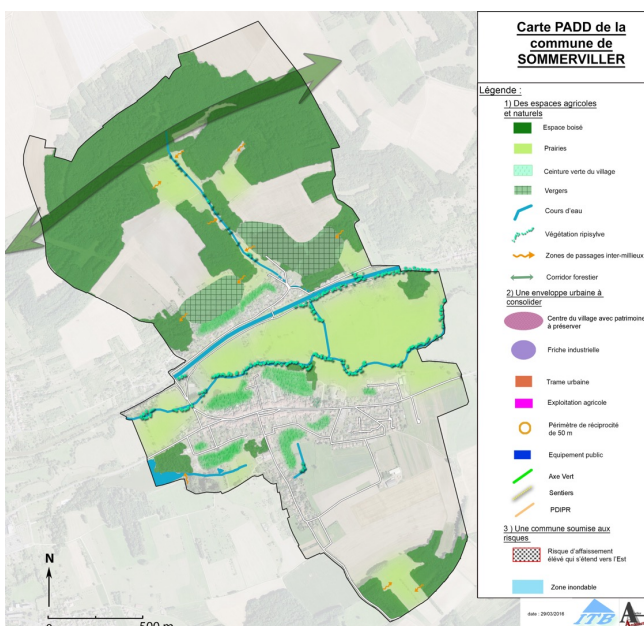 Carte PADD de la
commune de
SOMMERVILLER
Légende :
1) Des espaces agricoles
et naturels
Espace boisé
Prairies
Ceinture verte du village
Vergers
Cours d'eau
Végétation ripisylve
Zones de passages inter-millieux
Corridor forestier
2) Une enveloppe urbaine à
consolider
Centre du village avec patrimoine
à préserver
Friche industrielle
Trame urbaine
Exploitation agricole
Périmètre de réciprocité
de 50 m
Equipement public
Axe Vert
Sentiers
PDIPR
3 ) Une commune soumise aux
risques
Risque d'affaissement
élévé qui s'étend vers l'Est
Zone inondable
N
0 500 m
date : 29/03/2016
ITB